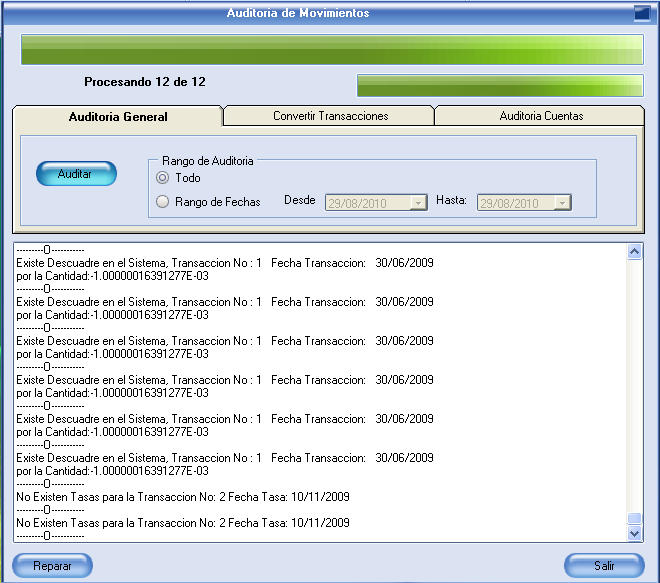 Auditoria de Movimientos
Procesando 12 de 12
Auditoria General
Convertir Transacciones
Auditoria Cuentas
Auditar
Rango de Auditoria
Todo
Rango de Fechas Desde 29/08/2010 Hasta: 29/08/2010
---------0-----------
Existe Descuadre en el Sistema, Transaccion No : 1 Fecha Transaccion: 30/06/2009
por la Cantidad:-1.00000016391277E-03
---------0-----------
Existe Descuadre en el Sistema, Transaccion No : 1 Fecha Transaccion: 30/06/2009
por la Cantidad:-1.00000016391277E-03
---------0-----------
Existe Descuadre en el Sistema, Transaccion No : 1 Fecha Transaccion: 30/06/2009
por la Cantidad:-1.00000016391277E-03
---------0-----------
Existe Descuadre en el Sistema, Transaccion No : 1 Fecha Transaccion: 30/06/2009
por la Cantidad:-1.00000016391277E-03
---------0-----------
Existe Descuadre en el Sistema, Transaccion No : 1 Fecha Transaccion: 30/06/2009
por la Cantidad:-1.00000016391277E-03
---------0-----------
Existe Descuadre en el Sistema, Transaccion No : 1 Fecha Transaccion: 30/06/2009
por la Cantidad:-1.00000016391277E-03
---------0-----------
No Existen Tasas para la Transaccion No: 2 Fecha Tasa: 10/11/2009
---------0-----------
No Existen Tasas para la Transaccion No: 2 Fecha Tasa: 10/11/2009
---------0-----------
Reparar
Salir